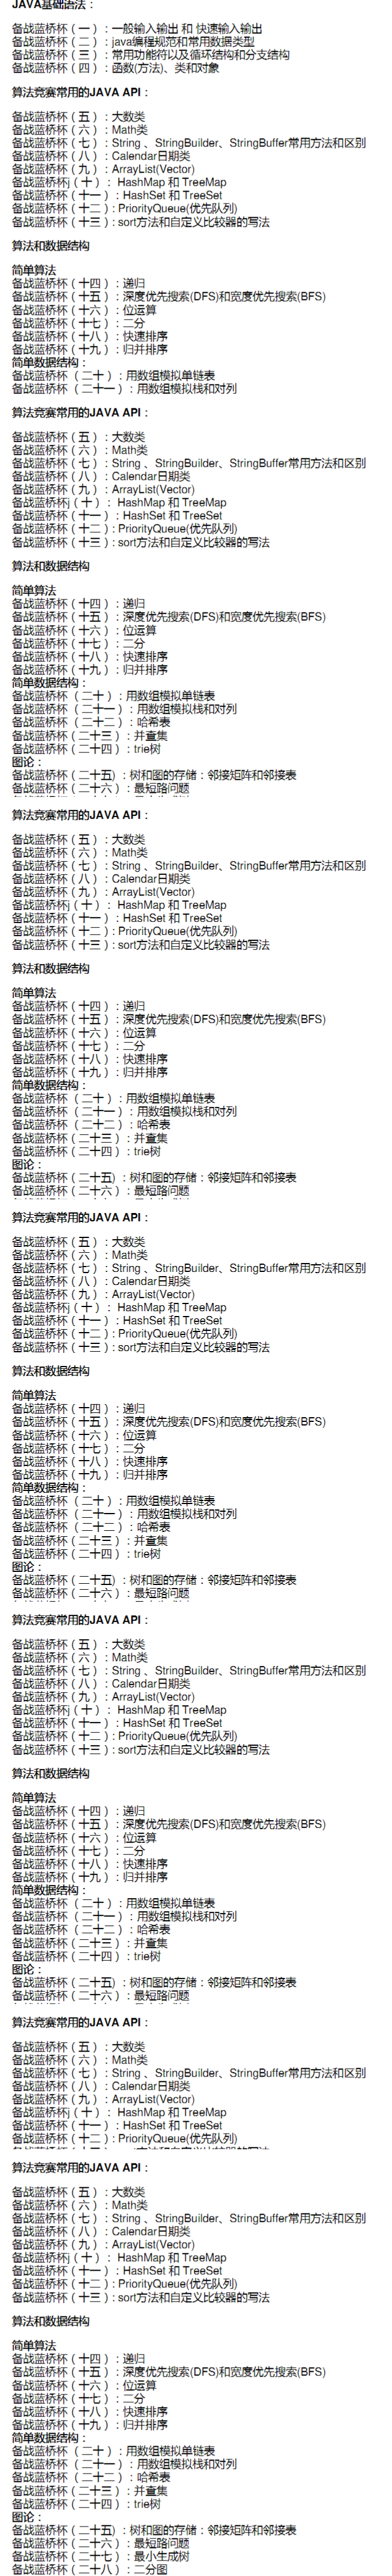 JAVA基础语法：
备战蓝桥杯（一）：一般输入输出 和 快速输入输出
备战蓝桥杯（二）：java编程规范和常用数据类型
备战蓝桥杯（三）：常用功能符以及循环结构和分支结构
备战蓝桥杯（四）：函数(方法)、类和对象
算法竞赛常用的JAVA API：
备战蓝桥杯（五）：大数类
备战蓝桥杯（六）：Math类
备战蓝桥杯（七）：String 、StringBuilder、StringBuffer常用方法和区别
备战蓝桥杯（八）：Calendar日期类
备战蓝桥杯（九）：ArrayList(Vector)
备战蓝桥杯j（十）： HashMap 和 TreeMap
备战蓝桥杯（十一）：HashSet 和 TreeSet
备战蓝桥杯（十二）: PriorityQueue(优先队列)
备战蓝桥杯（十三）: sort方法和自定义比较器的写法
算法和数据结构
简单算法
备战蓝桥杯（十四）：递归
备战蓝桥杯（十五）：深度优先搜索(DFS)和宽度优先搜索(BFS)
备战蓝桥杯（十六）：位运算
备战蓝桥杯（十七）：二分
备战蓝桥杯（十八）：快速排序
备战蓝桥杯（十九）：归并排序
简单数据结构：
备战蓝桥杯 （二十）：用数组模拟单链表
备战蓝桥杯 （二十一）：用数组模拟栈和对列
算法竞赛常用的JAVA API：
备战蓝桥杯（五）：大数类
备战蓝桥杯（六）：Math类
备战蓝桥杯（七）：String 、StringBuilder、StringBuffer常用方法和区别
备战蓝桥杯（八）：Calendar日期类
备战蓝桥杯（九）：ArrayList(Vector)
备战蓝桥杯j（十）： HashMap 和 TreeMap
备战蓝桥杯（十一）：HashSet 和 TreeSet
备战蓝桥杯（十二）: PriorityQueue(优先队列)
备战蓝桥杯（十三）: sort方法和自定义比较器的写法
算法和数据结构
简单算法
备战蓝桥杯（十四）：递归
备战蓝桥杯（十五）：深度优先搜索(DFS)和宽度优先搜索(BFS)
备战蓝桥杯（十六）：位运算
备战蓝桥杯（十七）：二分
备战蓝桥杯（十八）：快速排序
备战蓝桥杯（十九）：归并排序
简单数据结构：
备战蓝桥杯 （二十）：用数组模拟单链表
备战蓝桥杯 （二十一）：用数组模拟栈和对列
备战蓝桥杯 （二十二）：哈希表
备战蓝桥杯（二十三）：并查集
备战蓝桥杯（二十四）：trie树
图论：
备战蓝桥杯（二十五)：树和图的存储：邻接矩阵和邻接表
备战蓝桥杯（二十六）：最短路问题
算法竞赛常用的JAVA API：
备战蓝桥杯（五）：大数类
备战蓝桥杯（六）：Math类
备战蓝桥杯（七）：String 、StringBuilder、StringBuffer常用方法和区别
备战蓝桥杯（八）：Calendar日期类
备战蓝桥杯（九）：ArrayList(Vector)
备战蓝桥杯j（十）： HashMap 和 TreeMap
备战蓝桥杯（十一）：HashSet 和 TreeSet
备战蓝桥杯（十二）: PriorityQueue(优先队列)
备战蓝桥杯（十三）: sort方法和自定义比较器的写法
算法和数据结构
简单算法
备战蓝桥杯（十四）：递归
备战蓝桥杯（十五）：深度优先搜索(DFS)和宽度优先搜索(BFS)
备战蓝桥杯（十六）：位运算
备战蓝桥杯（十七）：二分
备战蓝桥杯（十八）：快速排序
备战蓝桥杯（十九）：归并排序
简单数据结构：
备战蓝桥杯 （二十）：用数组模拟单链表
备战蓝桥杯 （二十一）：用数组模拟栈和对列
备战蓝桥杯 （二十二）：哈希表
备战蓝桥杯（二十三）：并查集
备战蓝桥杯（二十四）：trie树
图论：
备战蓝桥杯（二十五)：树和图的存储：邻接矩阵和邻接表
备战蓝桥杯（二十六）：最短路问题
算法竞赛常用的JAVA API：
备战蓝桥杯（五）：大数类
备战蓝桥杯（六）：Math类
备战蓝桥杯（七）：String 、StringBuilder、StringBuffer常用方法和区别
备战蓝桥杯（八）：Calendar日期类
备战蓝桥杯（九）：ArrayList(Vector)
备战蓝桥杯j（十）： HashMap 和 TreeMap
备战蓝桥杯（十一）：HashSet 和 TreeSet
备战蓝桥杯（十二）: PriorityQueue(优先队列)
备战蓝桥杯（十三）: sort方法和自定义比较器的写法
算法和数据结构
简单算法
备战蓝桥杯（十四）：递归
备战蓝桥杯（十五）：深度优先搜索(DFS)和宽度优先搜索(BFS)
备战蓝桥杯（十六）：位运算
备战蓝桥杯（十七）：二分
备战蓝桥杯（十八）：快速排序
备战蓝桥杯（十九）：归并排序
简单数据结构：
备战蓝桥杯 （二十）：用数组模拟单链表
备战蓝桥杯 （二十一）：用数组模拟栈和对列
备战蓝桥杯 （二十二）：哈希表
备战蓝桥杯（二十三）：并查集
备战蓝桥杯（二十四）：trie树
图论：
备战蓝桥杯（二十五)：树和图的存储：邻接矩阵和邻接表
备战蓝桥杯（二十六）：最短路问题
算法竞赛常用的JAVA API：
备战蓝桥杯（五）：大数类
备战蓝桥杯（六）：Math类
备战蓝桥杯（七）：String 、StringBuilder、StringBuffer常用方法和区别
备战蓝桥杯（八）：Calendar日期类
备战蓝桥杯（九）：ArrayList(Vector)
备战蓝桥杯j（十）： HashMap 和 TreeMap
备战蓝桥杯（十一）：HashSet 和 TreeSet
备战蓝桥杯（十二）: PriorityQueue(优先队列)
备战蓝桥杯（十三）: sort方法和自定义比较器的写法
算法和数据结构
简单算法
备战蓝桥杯（十四）：递归
备战蓝桥杯（十五）：深度优先搜索(DFS)和宽度优先搜索(BFS)
备战蓝桥杯（十六）：位运算
备战蓝桥杯（十七）：二分
备战蓝桥杯（十八）：快速排序
备战蓝桥杯（十九）：归并排序
简单数据结构：
备战蓝桥杯 （二十）：用数组模拟单链表
备战蓝桥杯 （二十一）：用数组模拟栈和对列
备战蓝桥杯 （二十二）：哈希表
备战蓝桥杯（二十三）：并查集
备战蓝桥杯（二十四）：trie树
图论：
备战蓝桥杯（二十五)：树和图的存储：邻接矩阵和邻接表
备战蓝桥杯（二十六）：最短路问题
算法竞赛常用的JAVA API：
备战蓝桥杯（五）：大数类
备战蓝桥杯（六）：Math类
备战蓝桥杯（七）：String 、StringBuilder、StringBuffer常用方法和区别
备战蓝桥杯（八）：Calendar日期类
备战蓝桥杯（九）：ArrayList(Vector)
备战蓝桥杯j（十）： HashMap 和 TreeMap
备战蓝桥杯（十一）：HashSet 和 TreeSet
备战蓝桥杯（十二）: PriorityQueue(优先队列)
算法竞赛常用的JAVA API：
备战蓝桥杯（五）：大数类
备战蓝桥杯（六）：Math类
备战蓝桥杯（七）：String 、StringBuilder、StringBuffer常用方法和区别
备战蓝桥杯（八）：Calendar日期类
备战蓝桥杯（九）：ArrayList(Vector)
备战蓝桥杯j（十）： HashMap 和 TreeMap
备战蓝桥杯（十一）：HashSet 和 TreeSet
备战蓝桥杯（十二）: PriorityQueue(优先队列)
备战蓝桥杯（十三）: sort方法和自定义比较器的写法
算法和数据结构
简单算法
备战蓝桥杯（十四）：递归
备战蓝桥杯（十五）：深度优先搜索(DFS)和宽度优先搜索(BFS)
备战蓝桥杯（十六）：位运算
备战蓝桥杯（十七）：二分
备战蓝桥杯（十八）：快速排序
备战蓝桥杯（十九）：归并排序
简单数据结构：
备战蓝桥杯 （二十）：用数组模拟单链表
备战蓝桥杯 （二十一）：用数组模拟栈和对列
备战蓝桥杯 （二十二）：哈希表
备战蓝桥杯（二十三）：并查集
备战蓝桥杯（二十四）：trie树
图论：
备战蓝桥杯（二十五)：树和图的存储：邻接矩阵和邻接表
备战蓝桥杯（二十六）：最短路问题
备战蓝桥杯（二十七）：最小生成树
备战蓝桥杯（二十八）：二分图